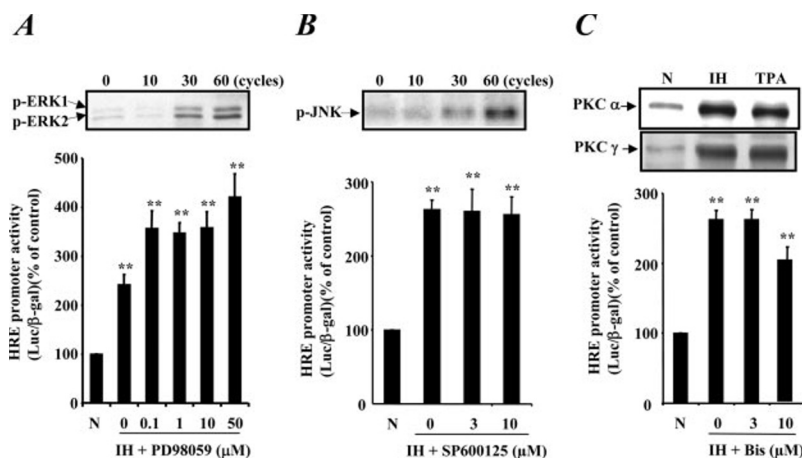 A
0 10 30 60 (cycles)
p-ERK1
p-ERK2
500
400
300
200
100
0
HRE promoter activity
(Luc/β-gal)(% of control)
** ** ** ** **
N 0 0.1 1 10 50
IH + PD98059 (μM)
B
0 10 30 60 (cycles)
p-JNK
300
200
100
0
HRE promoter activity
(Luc/β-gal)(% of control)
** ** **
N 0 3 10
IH + SP600125 (μM)
C
N IH TPA
PKC α
PKC γ
300
200
100
0
HRE promoter activity
(Luc/β-gal)(% of control)
** ** **
N 0 3 10
IH + Bis (μM)